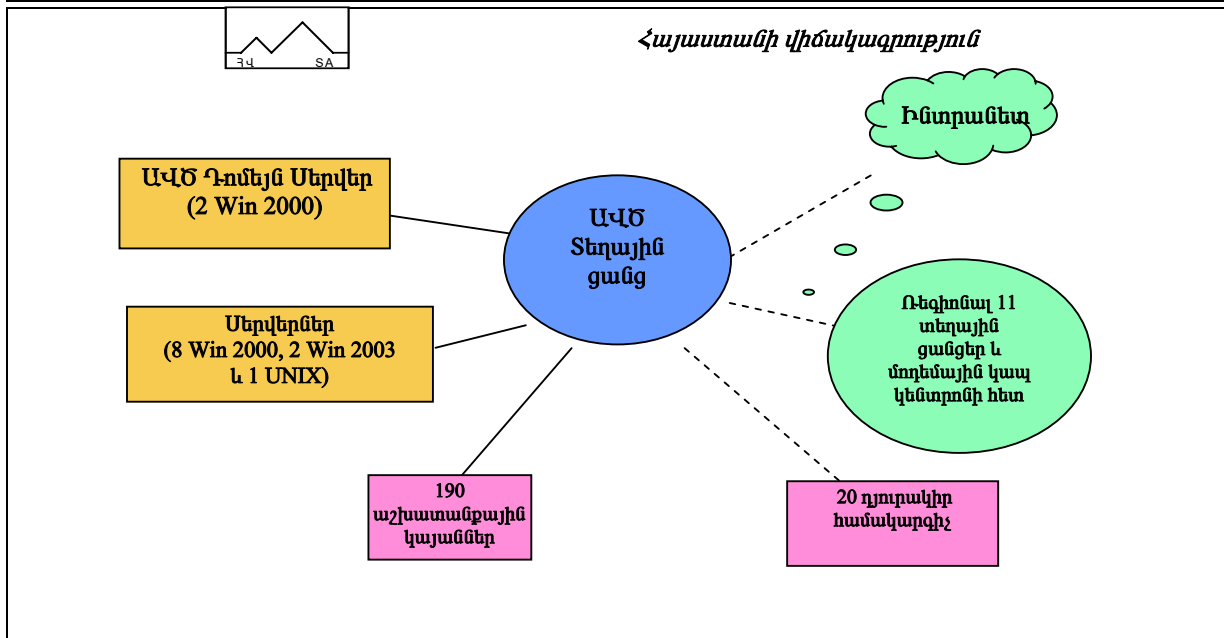 ՅՎ SA
Հայաստանի վիճակագրություն
Ինտրանետ
ԱՎԾ Դոմեյն Սերվեր
(2 Win 2000)
ԱՎԾ
Տեղային
ցանց
Սերվերներ
(8 Win 2000, 2 Win 2003
և 1 UNIX)
Ռեգիոնալ 11
տեղային
ցանցեր և
մոդեմային կապ
կենտրոնի հետ
190
աշխատանքային
կայաններ
20 դյուրակիր
համակարգիչ